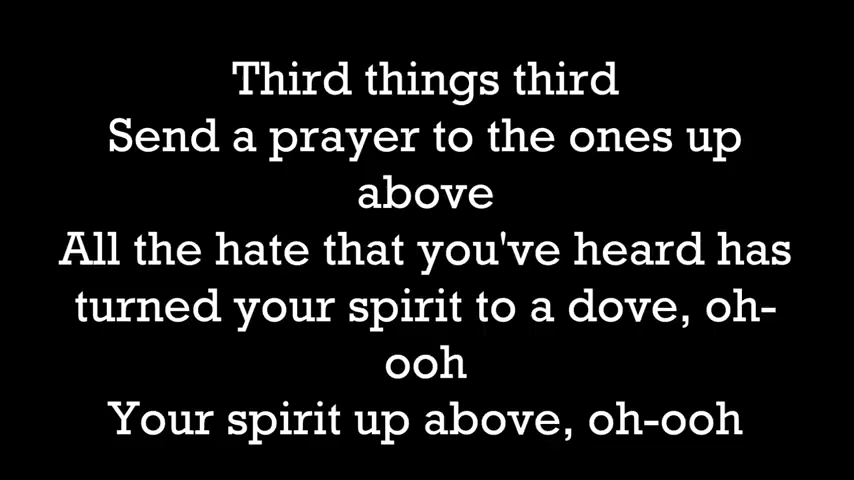 Third things third
Send a prayer to the ones up
above
All the hate that you've heard has
turned your spirit to a dove, oh-
ooh
Your spirit up above, oh-ooh